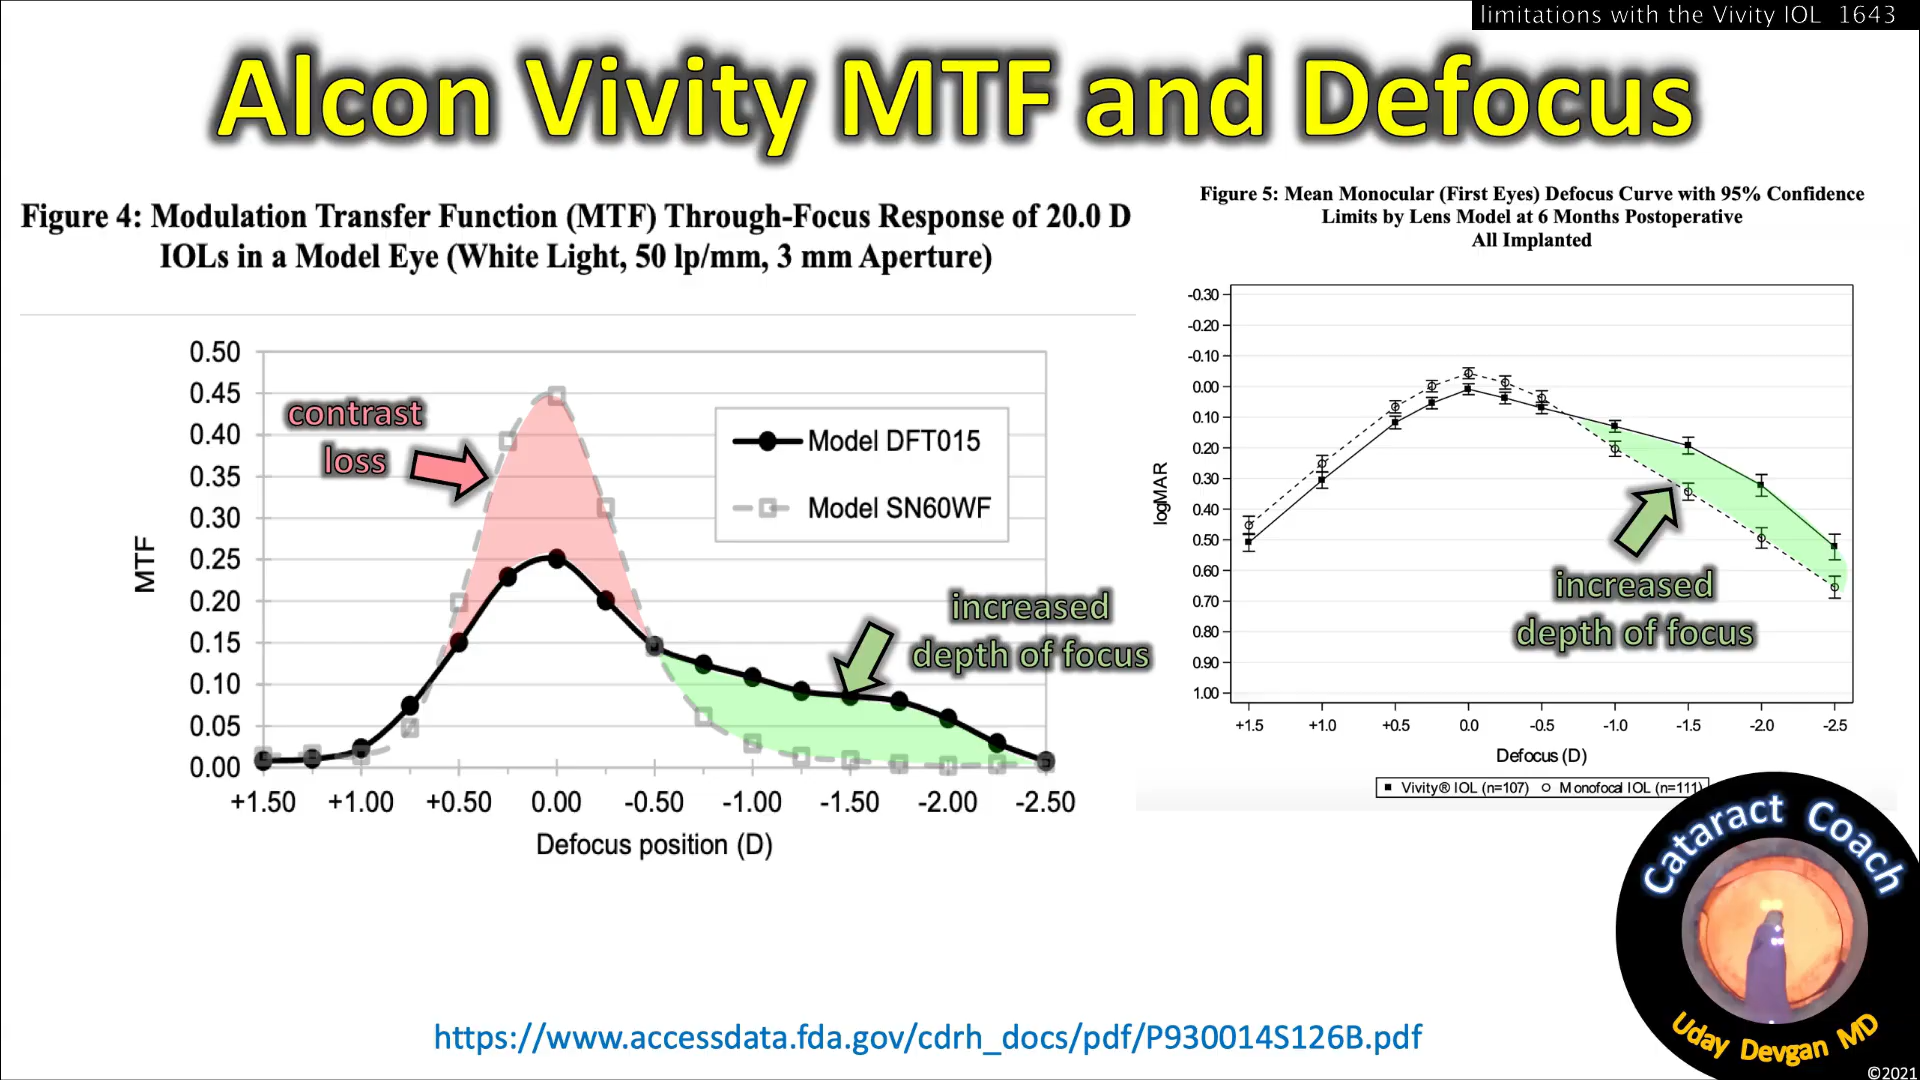 limitations with the Vivity IOL 1643
Alcon Vivity MTF and Defocus
Figure 4: Modulation Transfer Function (MTF) Through-Focus Response of 20.0 D
IOLs in a Model Eye (White Light, 50 lp/mm, 3 mm Aperture)
0.50
0.45
0.40
0.35
0.30
0.25
0.20
0.15
0.10
0.05
0.00
MTF
contrast
loss
Model DFT015
Model SN60WF
increased
depth of focus
+1.50 +1.00 +0.50 0.00 -0.50 -1.00 -1.50 -2.00 -2.50
Defocus position (D)
Figure 5: Mean Monocular (First Eyes) Defocus Curve with 95% Confidence
Limits by Lens Model at 6 Months Postoperative
All Implanted
-0.30
-0.20
-0.10
0.00
0.10
0.20
0.30
0.40
0.50
0.60
0.70
0.80
0.90
1.00
logMAR
increased
depth of focus
+1.5 +1.0 +0.5 0.0 -0.5 -1.0 -1.5 -2.0 -2.5
Defocus (D)
Vivity® IOL (n=107) Monofocal IOL (n=111)
https://www.accessdata.fda.gov/cdrh_docs/pdf/P930014S126B.pdf
Cataract Coach
Uday Devgan MD
©2021